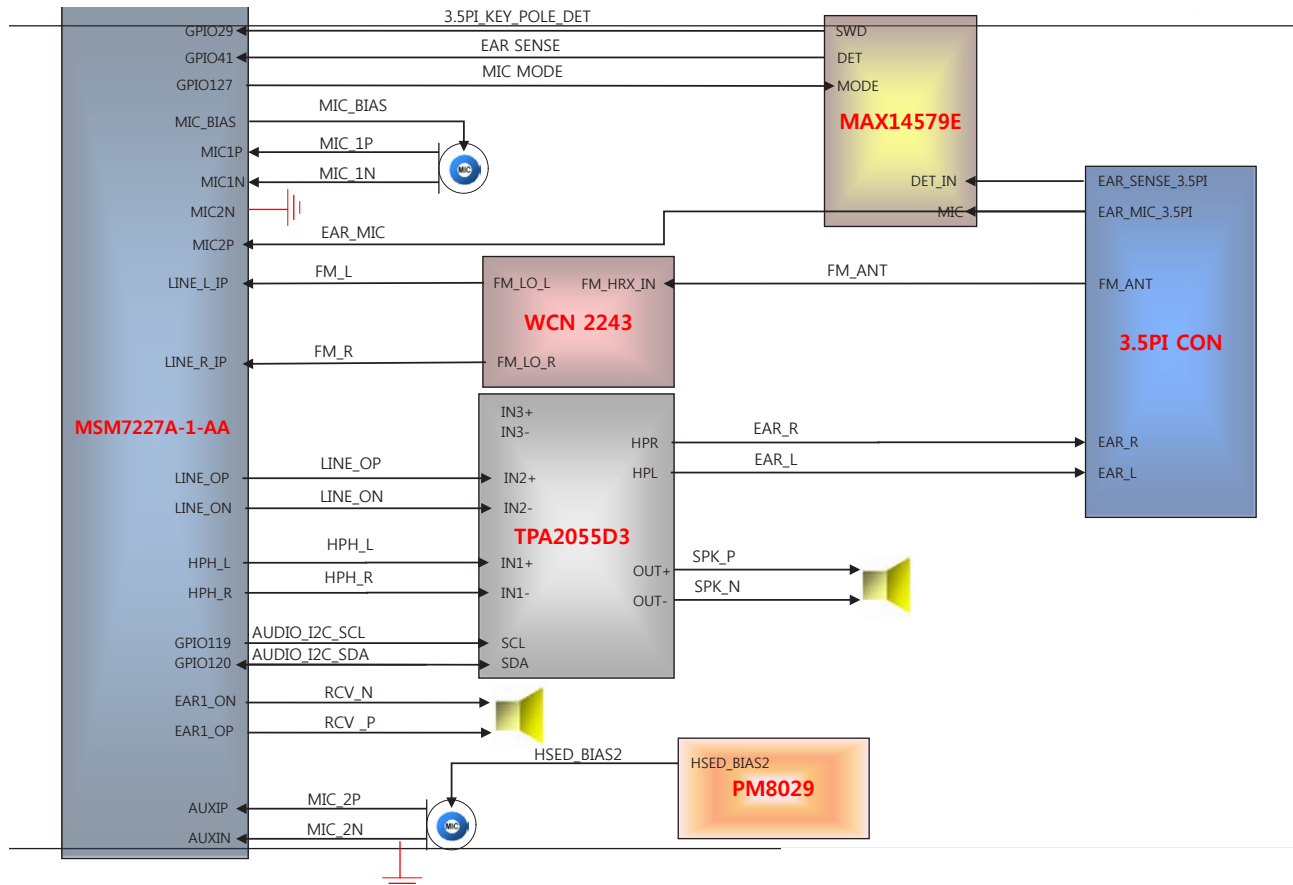 3.5PI_KEY_POLE_DET
GPIO29
SWD
EAR SENSE
GPIO41
DET
MIC MODE
GPIO127
MODE
MIC_BIAS
MAX14579E
MIC_BIAS
MIC_1P
MIC1P
MIC
MIC_1N
MIC1N
DET_IN
EAR_SENSE_3.5PI
MIC2N
MIC
EAR_MIC_3.5PI
EAR_MIC
MIC2P
FM_L
FM_ANT
LINE_L_IP
FM_LO_L
FM_HRX_IN
FM_ANT
WCN 2243
3.5PI CON
FM_R
LINE_R_IP
FM_LO_R
IN3+
IN3-
MSM7227A-1-AA
HPR
EAR_R
EAR_R
LINE_OP
HPL
EAR_L
EAR_L
LINE_OP
IN2+
LINE_ON
LINE_ON
IN2-
TPA2055D3
HPH_L
HPH_L
IN1+
OUT+
SPK_P
HPH_R
HPH_R
IN1-
OUT-
SPK_N
GPIO119
AUDIO_I2C_SCL
SCL
GPIO120
AUDIO_I2C_SDA
SDA
EAR1_ON
RCV_N
EAR1_OP
RCV _P
HSED_BIAS2
HSED_BIAS2
PM8029
AUXIP
MIC_2P
MIC
AUXIN
MIC_2N